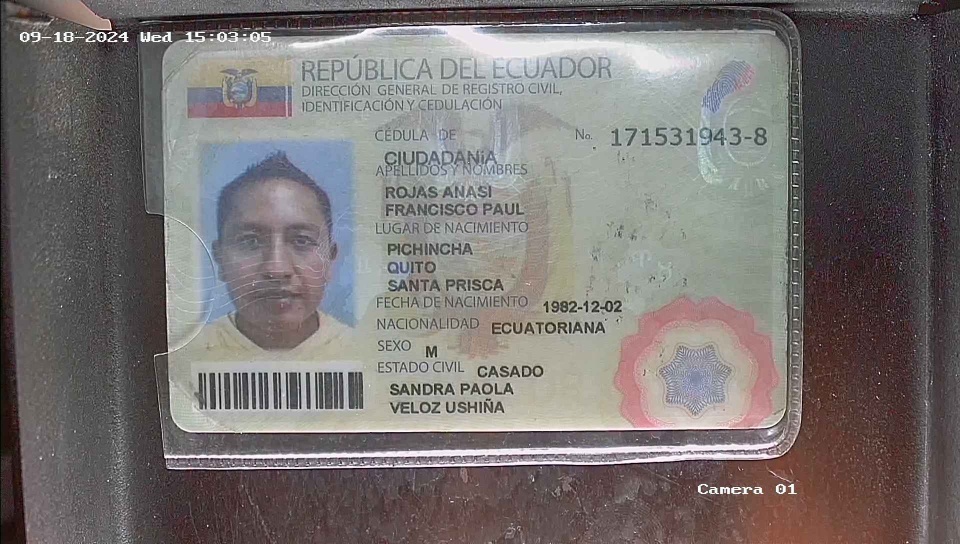 09-18-2024 Wed 15:03:05
REPÚBLICA DEL ECUADOR
DIRECCIÓN GENERAL DE REGISTRO CIVIL,
IDENTIFICACIÓN Y CEDULACIÓN
CÉDULA DE No. 171531943-8
CIUDADANÍA
APELLIDOS Y NOMBRES
ROJAS ANASI
FRANCISCO PAUL
LUGAR DE NACIMIENTO
PICHINCHA
QUITO
SANTA PRISCA
FECHA DE NACIMIENTO 1982-12-02
NACIONALIDAD ECUATORIANA
SEXO M
ESTADO CIVIL CASADO
SANDRA PAOLA
VELOZ USHIÑA
Camera 01